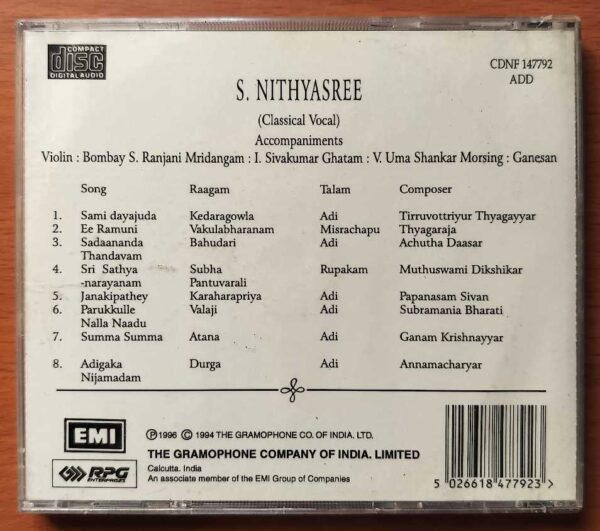 COMPACT
disc
DIGITAL AUDIO
CDNF 147792
ADD
S. NITHYASREE
(Classical Vocal)
Accompaniments
Violin : Bombay S. Ranjani Mridangam : I. Sivakumar Ghatam : V. Uma Shankar Morsing : Ganesan
Song Raagam Talam Composer
1. Sami dayajuda Kedaragowla Adi Tirruvottriyur Thyagayyar
2. Ee Ramuni Vakulabharanam Misrachapu Thyagaraja
3. Sadaananda Bahudari Adi Achutha Daasar
Thandavam
4. Sri Sathya Subha Rupakam Muthuswami Dikshikar
-narayanam Pantuvarali
5. Janakipathey Karaharapriya Adi Papanasam Sivan
6. Parukkulle Valaji Adi Subramania Bharati
Nalla Naadu
7. Summa Summa Atana Adi Ganam Krishnayyar
8. Adigaka Durga Adi Annamacharyar
Nijamadam
EMI
℗ 1996 © 1994 THE GRAMOPHONE CO. OF INDIA. LTD.
THE GRAMOPHONE COMPANY OF INDIA. LIMITED
RPG
ENTERPRISES
Calcutta. India
An associate member of the EMI Group of Companies
5 026618 477923 >